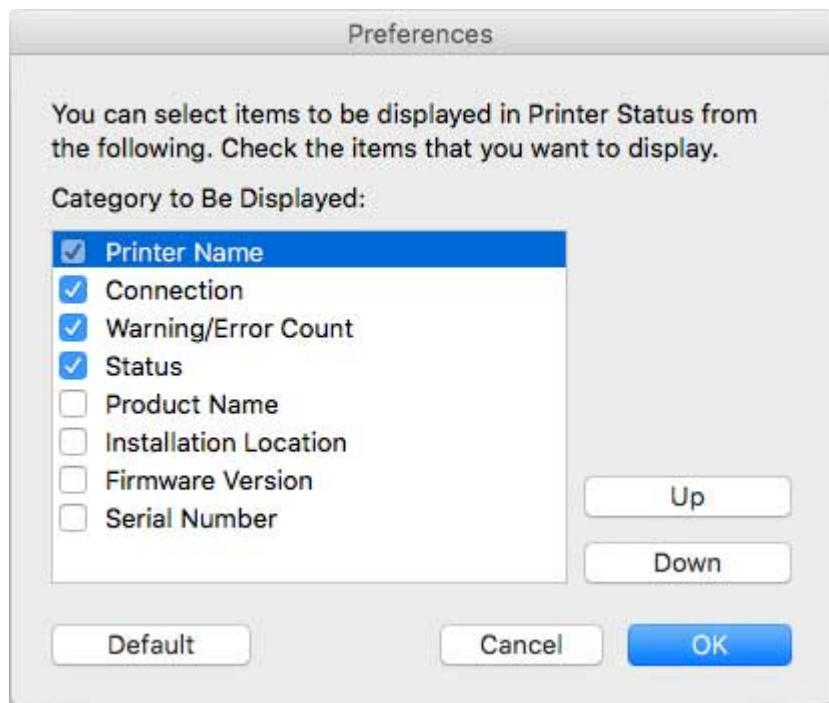 Preferences
You can select items to be displayed in Printer Status from
the following. Check the items that you want to display.
Category to Be Displayed:
Printer Name
Connection
Warning/Error Count
Status
Product Name
Installation Location
Firmware Version
Serial Number
Up
Down
Default
Cancel
OK